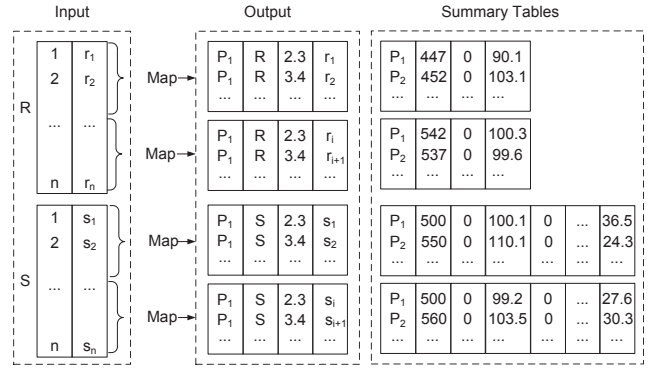 Input Output Summary Tables
R
1 r1
2 r2
... ...
n rn
Map→
P1 R 2.3 r1
P1 R 3.4 r2
... ... ... ...
P1 447 0 90.1
P2 452 0 103.1
... ... ... ...
Map→
P1 R 2.3 ri
P1 R 3.4 ri+1
... ... ... ...
P1 542 0 100.3
P2 537 0 99.6
... ... ... ...
S
1 s1
2 s2
... ...
n sn
Map→
P1 S 2.3 s1
P1 S 3.4 s2
... ... ... ...
P1 500 0 100.1 0 ... 36.5
P2 550 0 110.1 0 ... 24.3
... ... ... ... ... ... ...
Map→
P1 S 2.3 si
P1 S 3.4 si+1
... ... ... ...
P1 500 0 99.2 0 ... 27.6
P2 560 0 103.5 0 ... 30.3
... ... ... ... ... ... ...